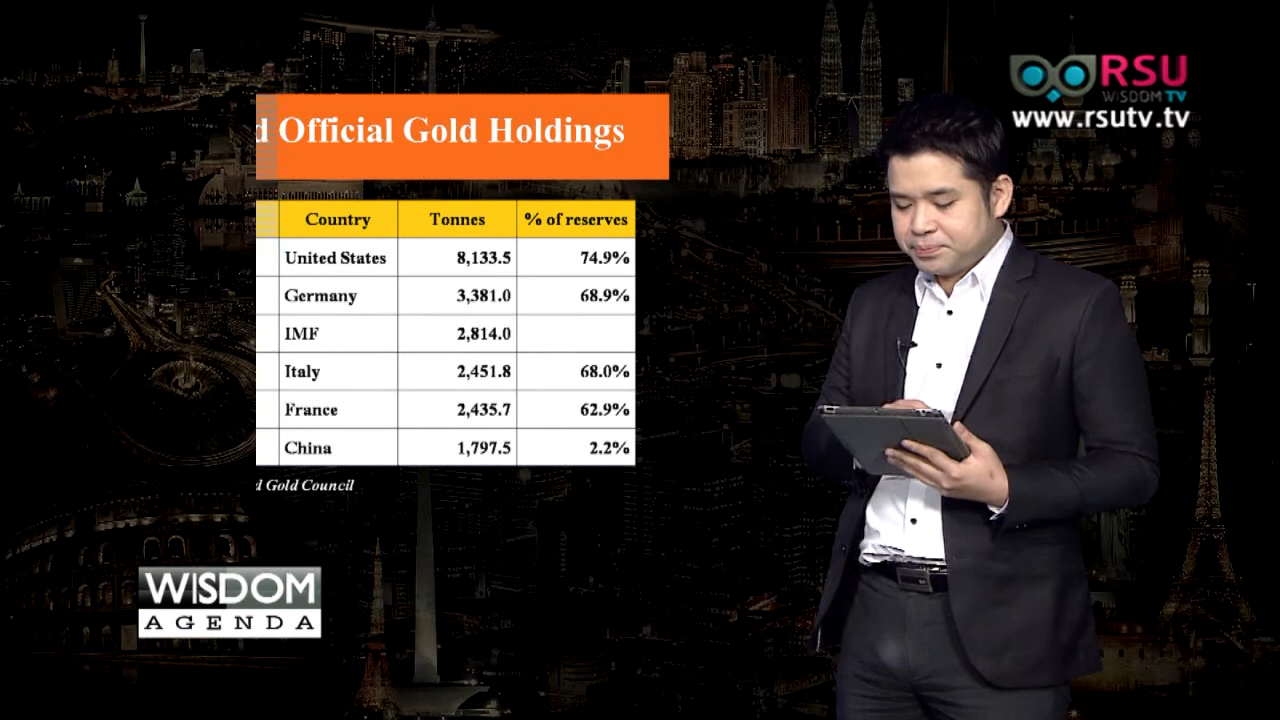 d Official Gold Holdings
Country Tonnes % of reserves
United States 8,133.5 74.9%
Germany 3,381.0 68.9%
IMF 2,814.0
Italy 2,451.8 68.0%
France 2,435.7 62.9%
China 1,797.5 2.2%
d Gold Council
RSU
WISDOM TV
www.rsutv.tv
WISDOM
AGENDA